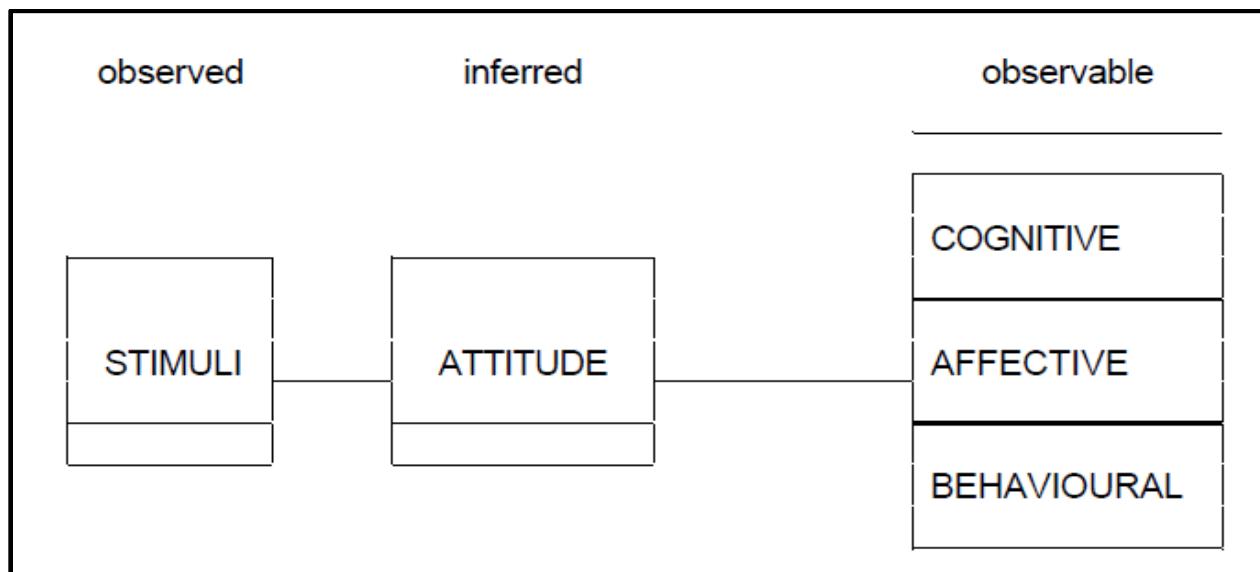 observed
inferred
observable
STIMULI
ATTITUDE
COGNITIVE
AFFECTIVE
BEHAVIOURAL